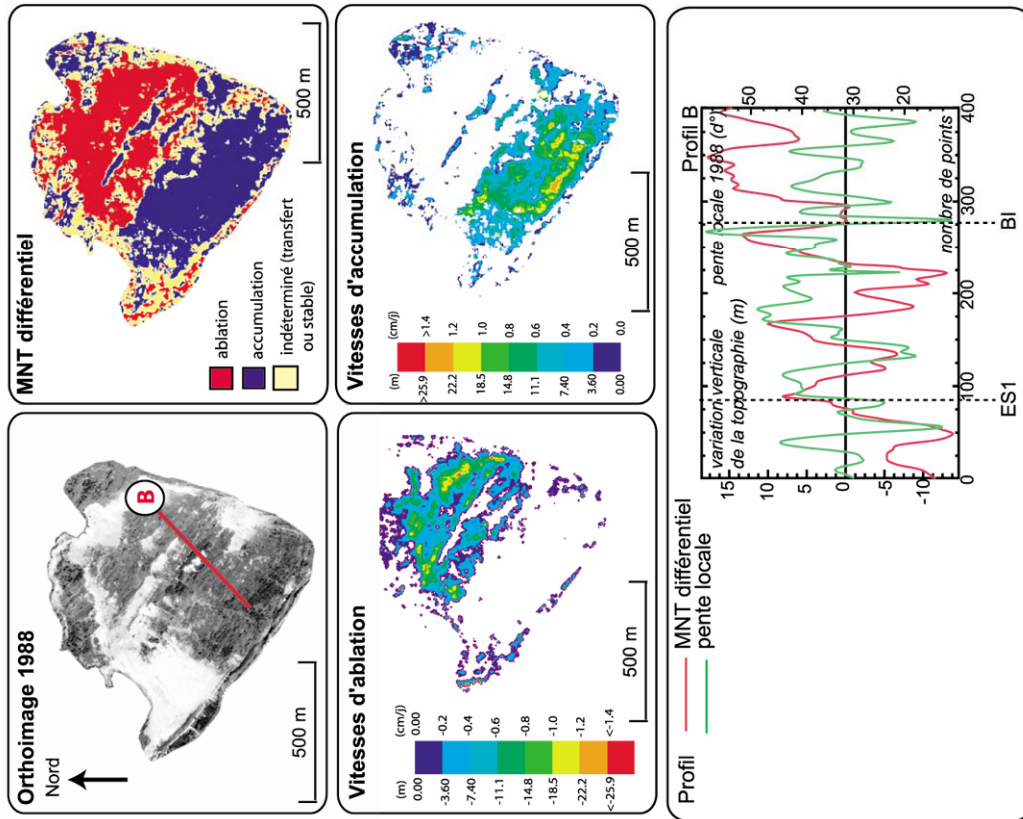 Orthoimage 1988
Nord
B
500 m
MNT différentiel
ablation
accumulation
indéterminé (transfert
ou stable)
500 m
Vitesses d'ablation
(m) (cm/j)
0.00 0.00
-3.60 -0.2
-7.40 -0.4
-11.1 -0.6
-14.8 -0.8
-18.5 -1.0
-22.2 -1.2
<-25.9 <-1.4
500 m
Vitesses d'accumulation
(m) (cm/j)
>25.9 >1.4
22.2 1.2
18.5 1.0
14.8 0.8
11.1 0.6
7.40 0.4
3.60 0.2
0.00 0.0
500 m
Profil
MNT différentiel
pente locale
Profil B
variation verticale
de la topographie (m)
pente locale 1988 (d°)
15
10
5
0
-5
-10
50
40
30
20
nombre de points
0 100 200 300 400
ES1 BI